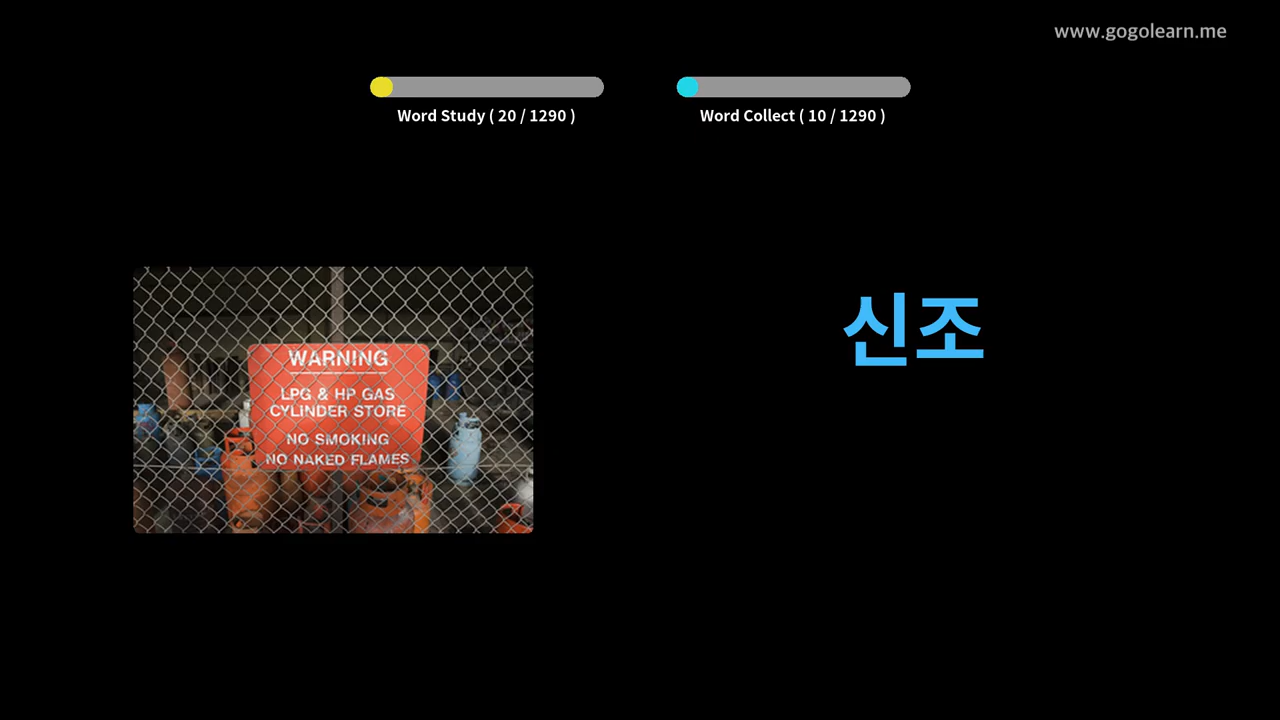 www.gogolearn.me
Word Study ( 20 / 1290 )
Word Collect ( 10 / 1290 )
신조
WARNING
LPG & HP GAS
CYLINDER STORE
NO SMOKING
NO NAKED FLAMES